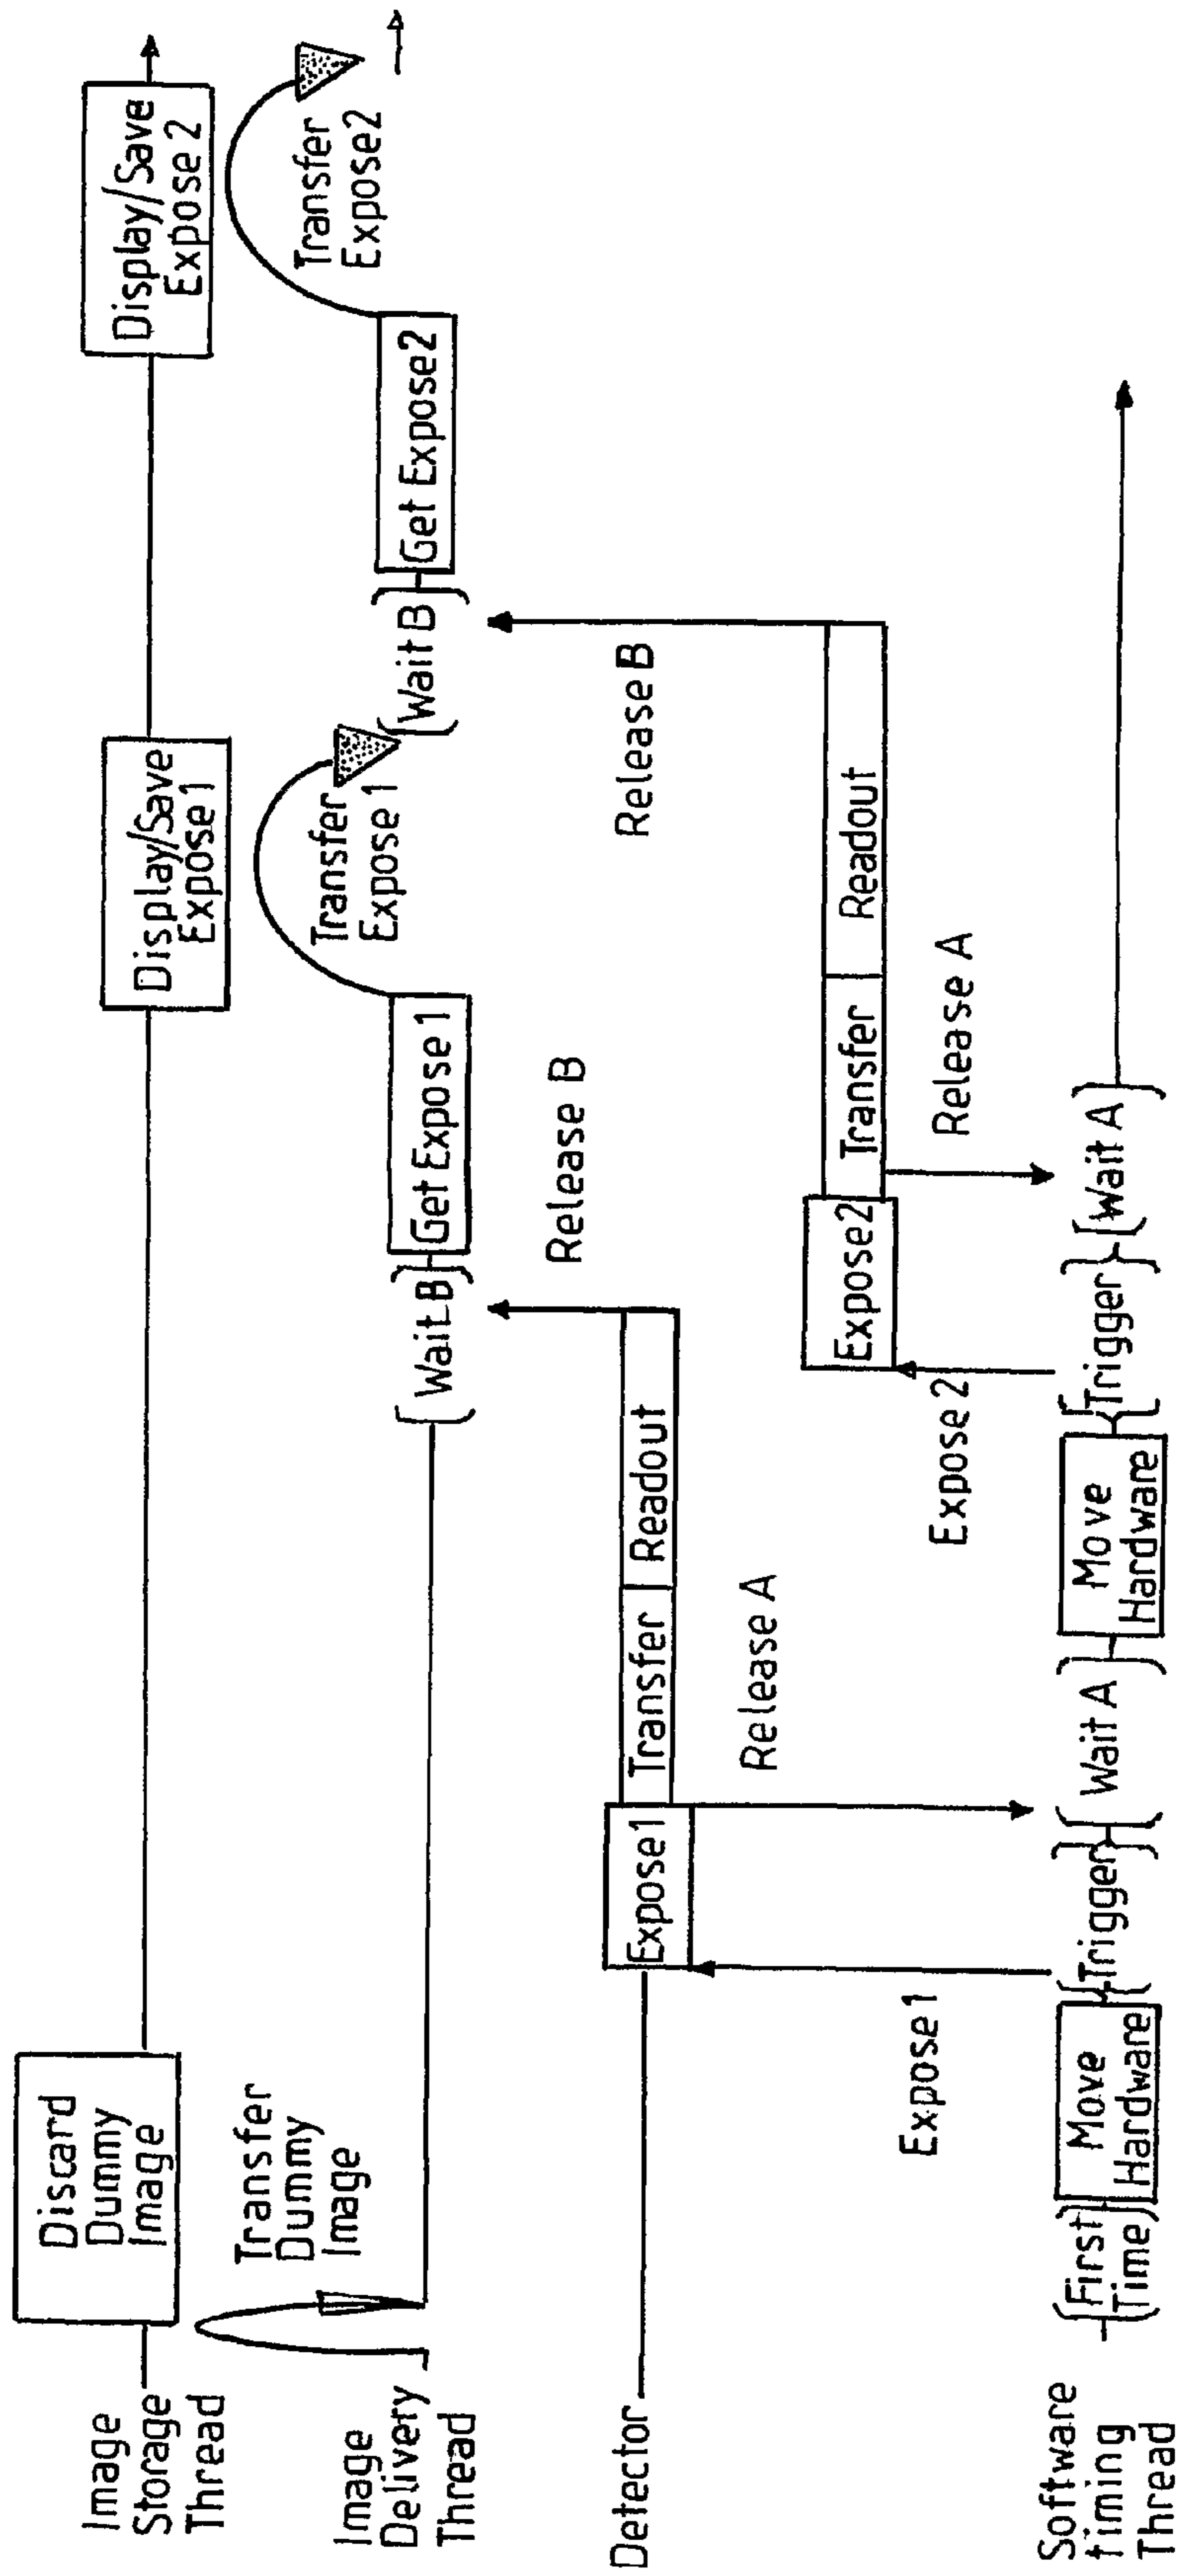 Image
Storage
Thread
Discard
Dummy
Image
Display/Save
Expose 1
Display/Save
Expose 2
Image
Delivery
Thread
Transfer
Dummy
Image
(Wait B)
Get Expose 1
Transfer
Expose 1
(Wait B)
Get Expose2
Transfer
Expose2
Detector
Expose1
Transfer
Readout
Release B
Release A
Expose2
Transfer
Readout
Release B
Release A
Expose1
Expose 2
Software
timing
Thread
(First
Time)
Move
Hardware
{Trigger}
(Wait A)
Move
Hardware
{Trigger}
(Wait A)